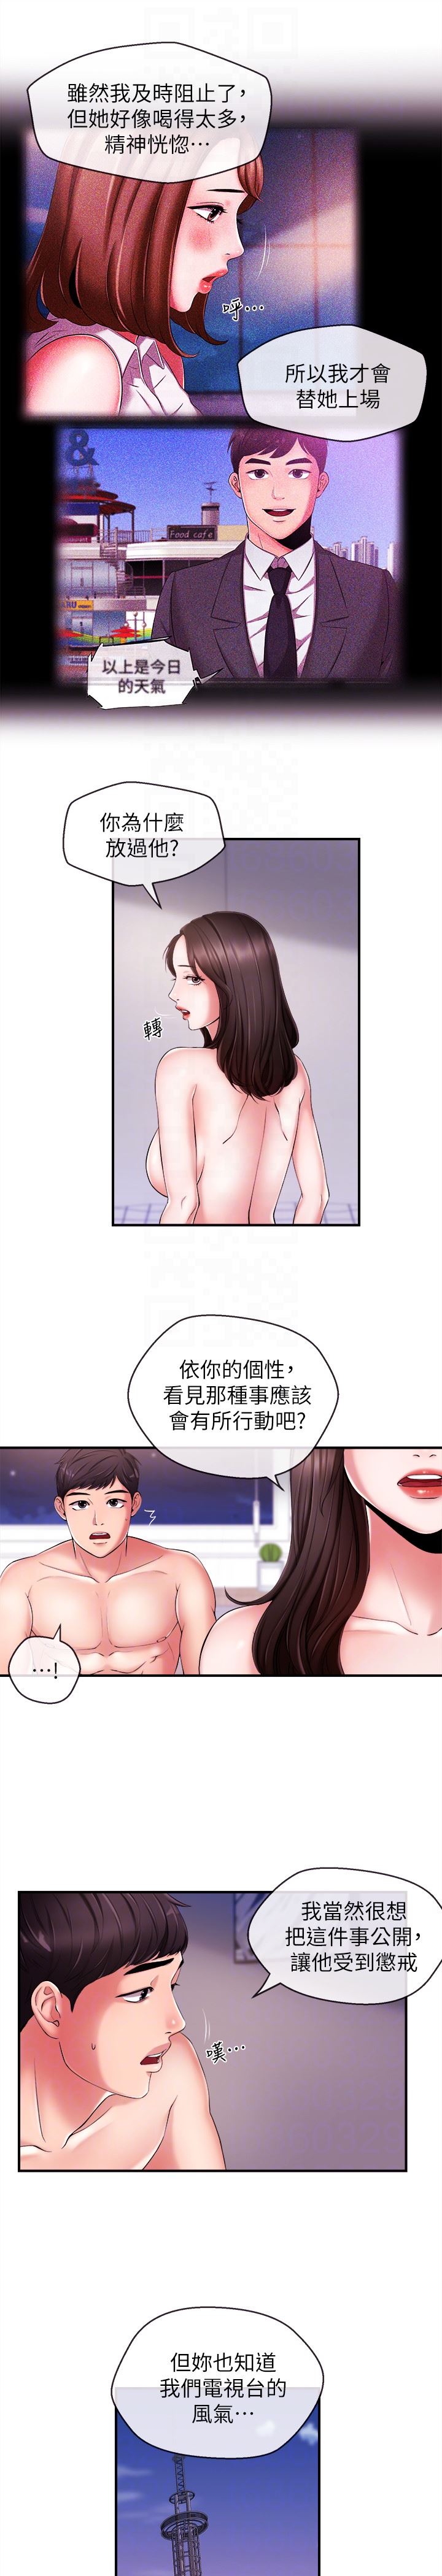 雖然我及時阻止了，
但她好像喝得太多，
精神恍惚…
呼…
所以我才會
替她上場
&
Food cafe
以上是今日
的天氣
你為什麼
放過他?
轉
依你的個性，
看見那種事應該
會有所行動吧?
…!
我當然很想
把這件事公開，
讓他受到懲戒
嘆…
但妳也知道
我們電視台的
風氣…